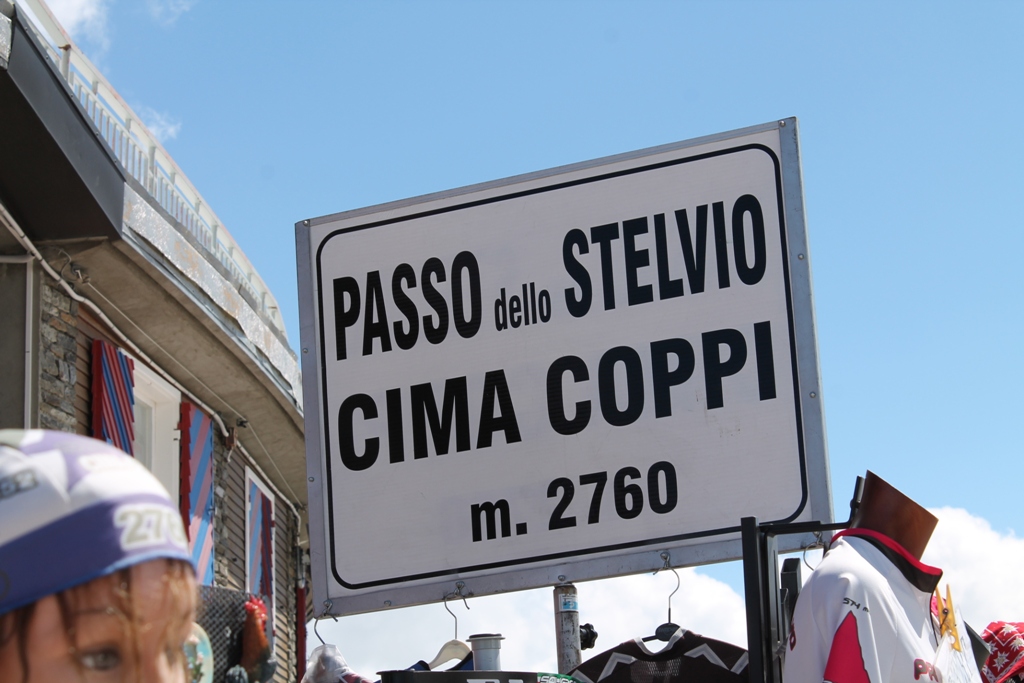 PASSO dello STELVIO
CIMA COPPI
m. 2760